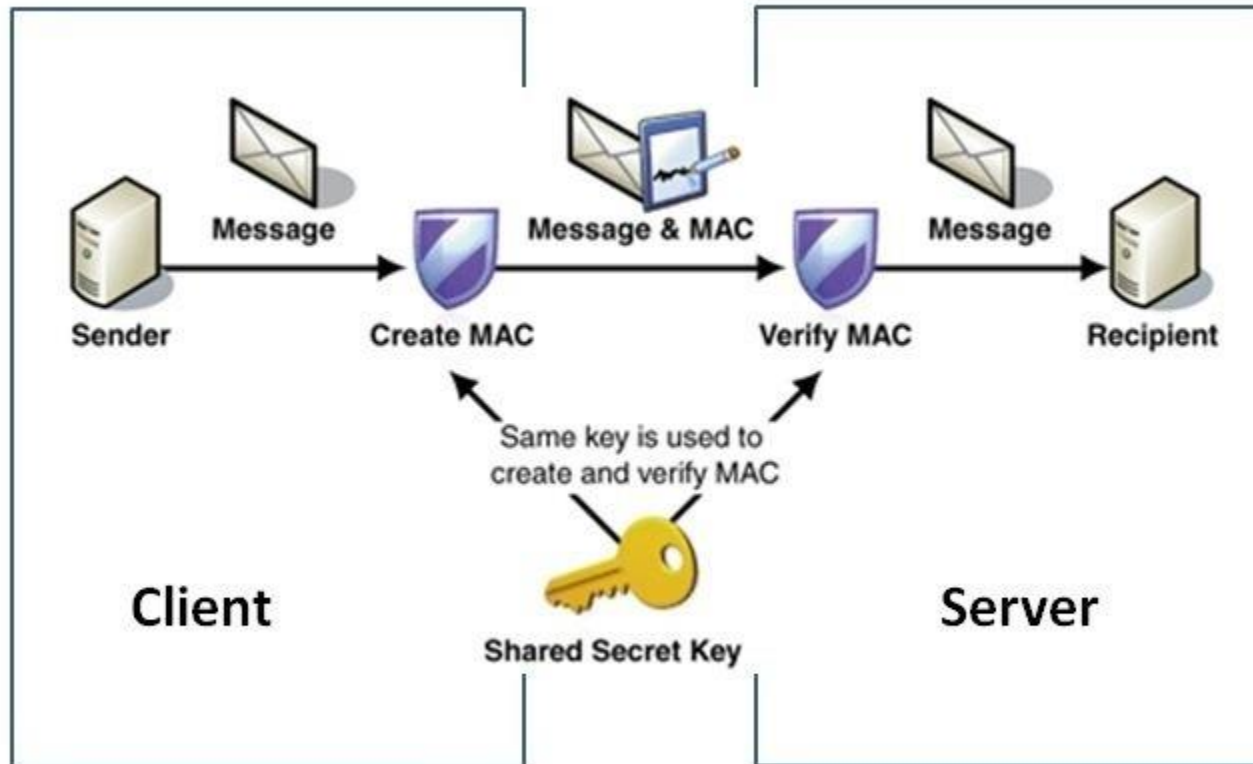 Message
Message & MAC
Message
Sender
Create MAC
Verify MAC
Recipient
Same key is used to
create and verify MAC
Client
Server
Shared Secret Key